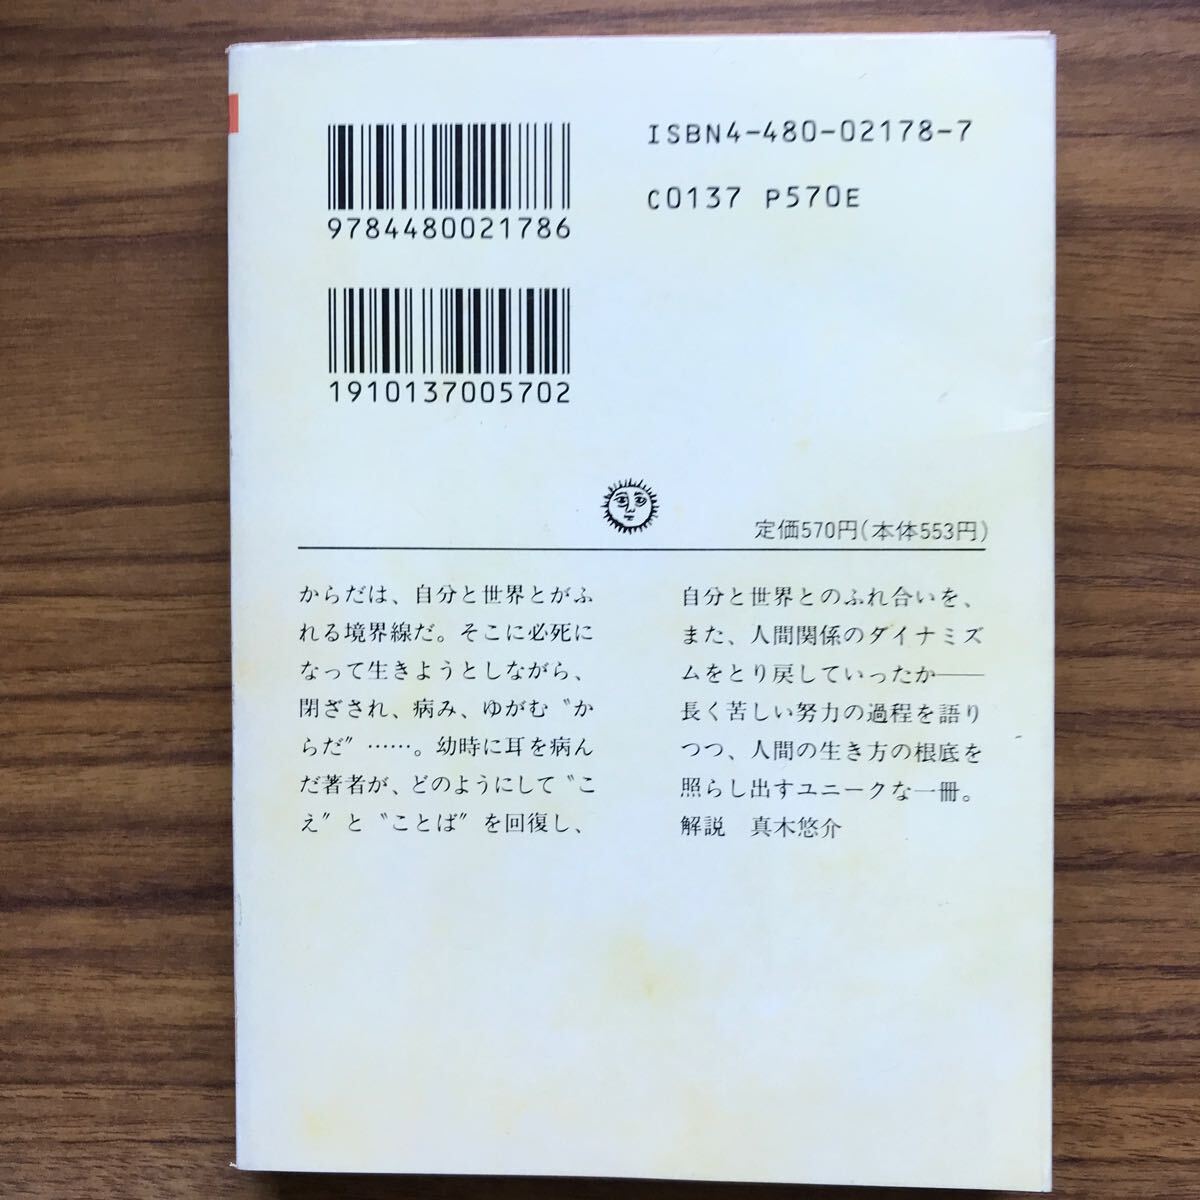 ISBN4-480-02178-7
C0137 P570E
9784480021786
1910137005702
定価570円(本体553円)
からだは、自分と世界とがふ
れる境界線だ。そこに必死に
なって生きようとしながら、
閉ざされ、病み、ゆがむ〝か
らだ〟……。幼時に耳を病ん
だ著者が、どのようにして〝こ
え〟と〝ことば〟を回復し、
自分と世界とのふれ合いを、
また、人間関係のダイナミズ
ムをとり戻していったか——
長く苦しい努力の過程を語り
つつ、人間の生き方の根底を
照らし出すユニークな一冊。
解説 真木悠介